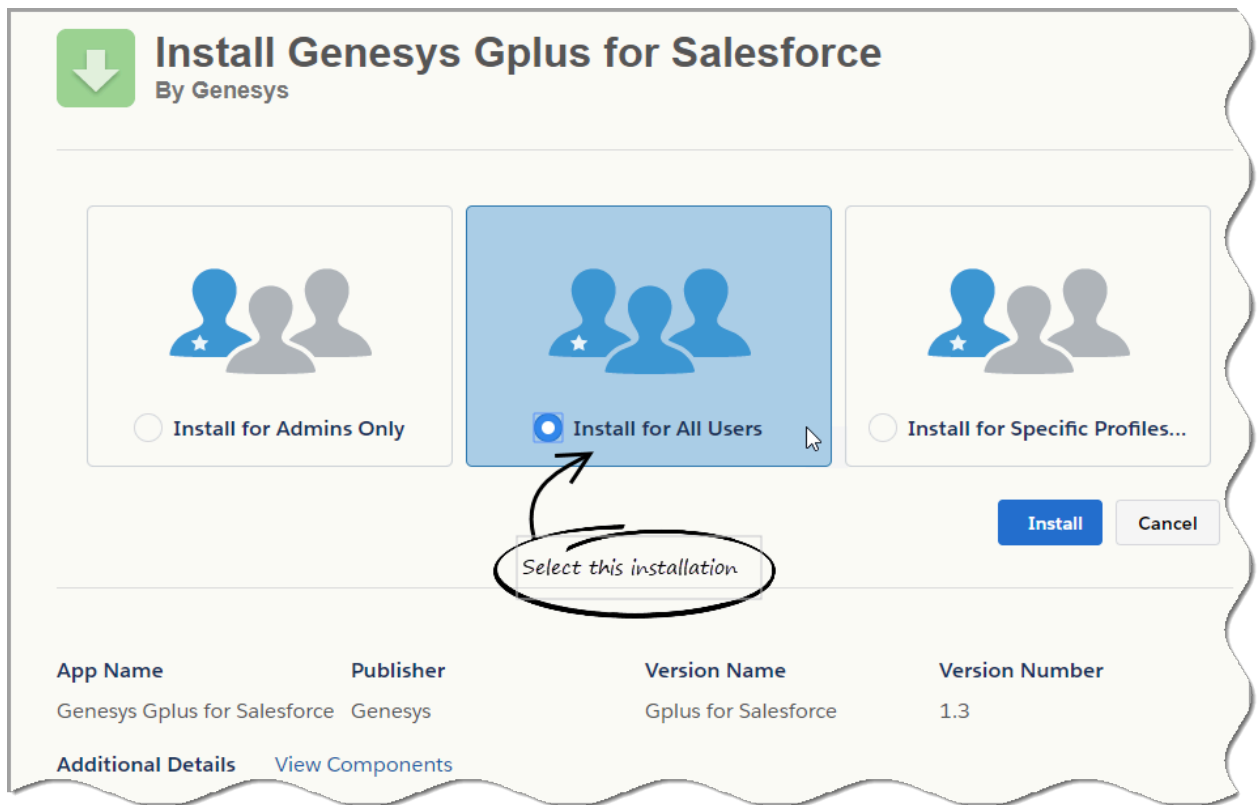 Install Genesys Gplus for Salesforce
By Genesys
Install for Admins Only
Install for All Users
Install for Specific Profiles...
Install
Cancel
Select this installation
App Name
Publisher
Version Name
Version Number
Genesys Gplus for Salesforce
Genesys
Gplus for Salesforce
1.3
Additional Details
View Components